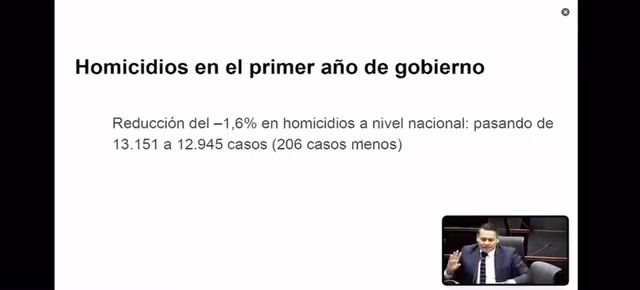 Homicidios en el primer año de gobierno
Reducción del –1,6% en homicidios a nivel nacional: pasando de
13.151 a 12.945 casos (206 casos menos)